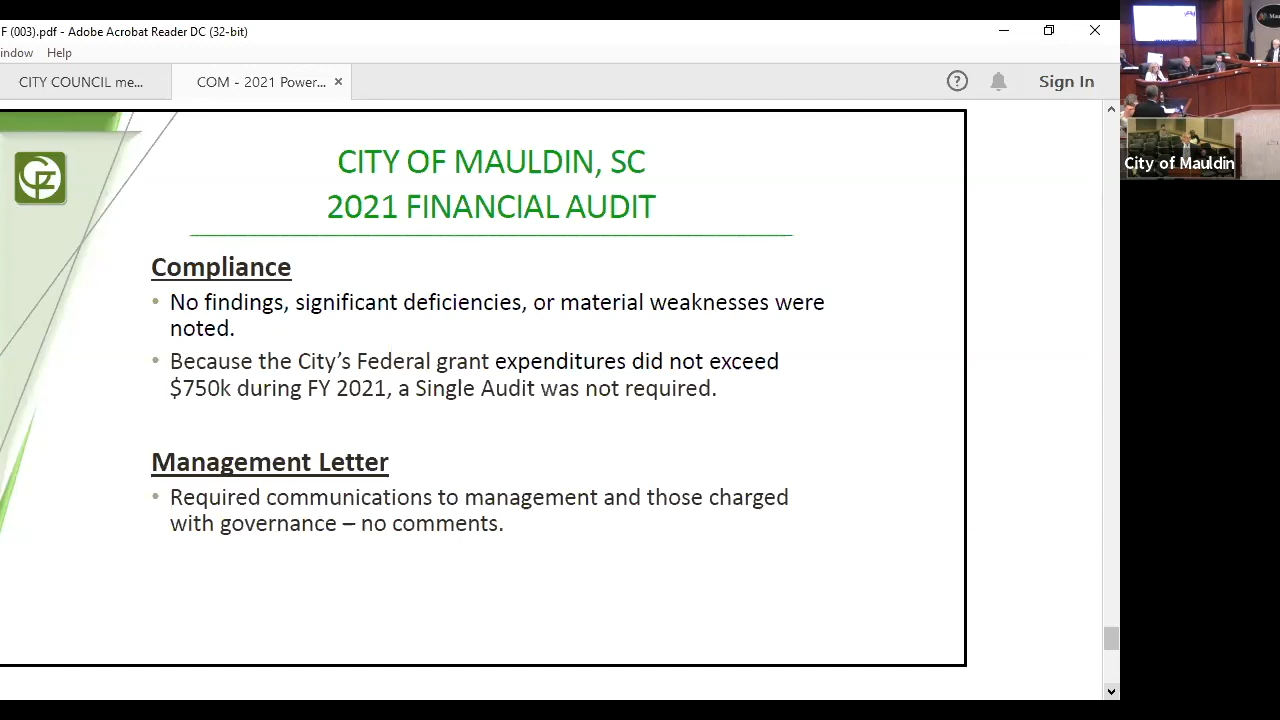 F (003).pdf - Adobe Acrobat Reader DC (32-bit)
indow Help
CITY COUNCIL me...
COM - 2021 Power...
Sign In
CITY OF MAULDIN, SC
2021 FINANCIAL AUDIT
Compliance
• No findings, significant deficiencies, or material weaknesses were
noted.
• Because the City’s Federal grant expenditures did not exceed
$750k during FY 2021, a Single Audit was not required.
Management Letter
• Required communications to management and those charged
with governance – no comments.
City of Mauldin